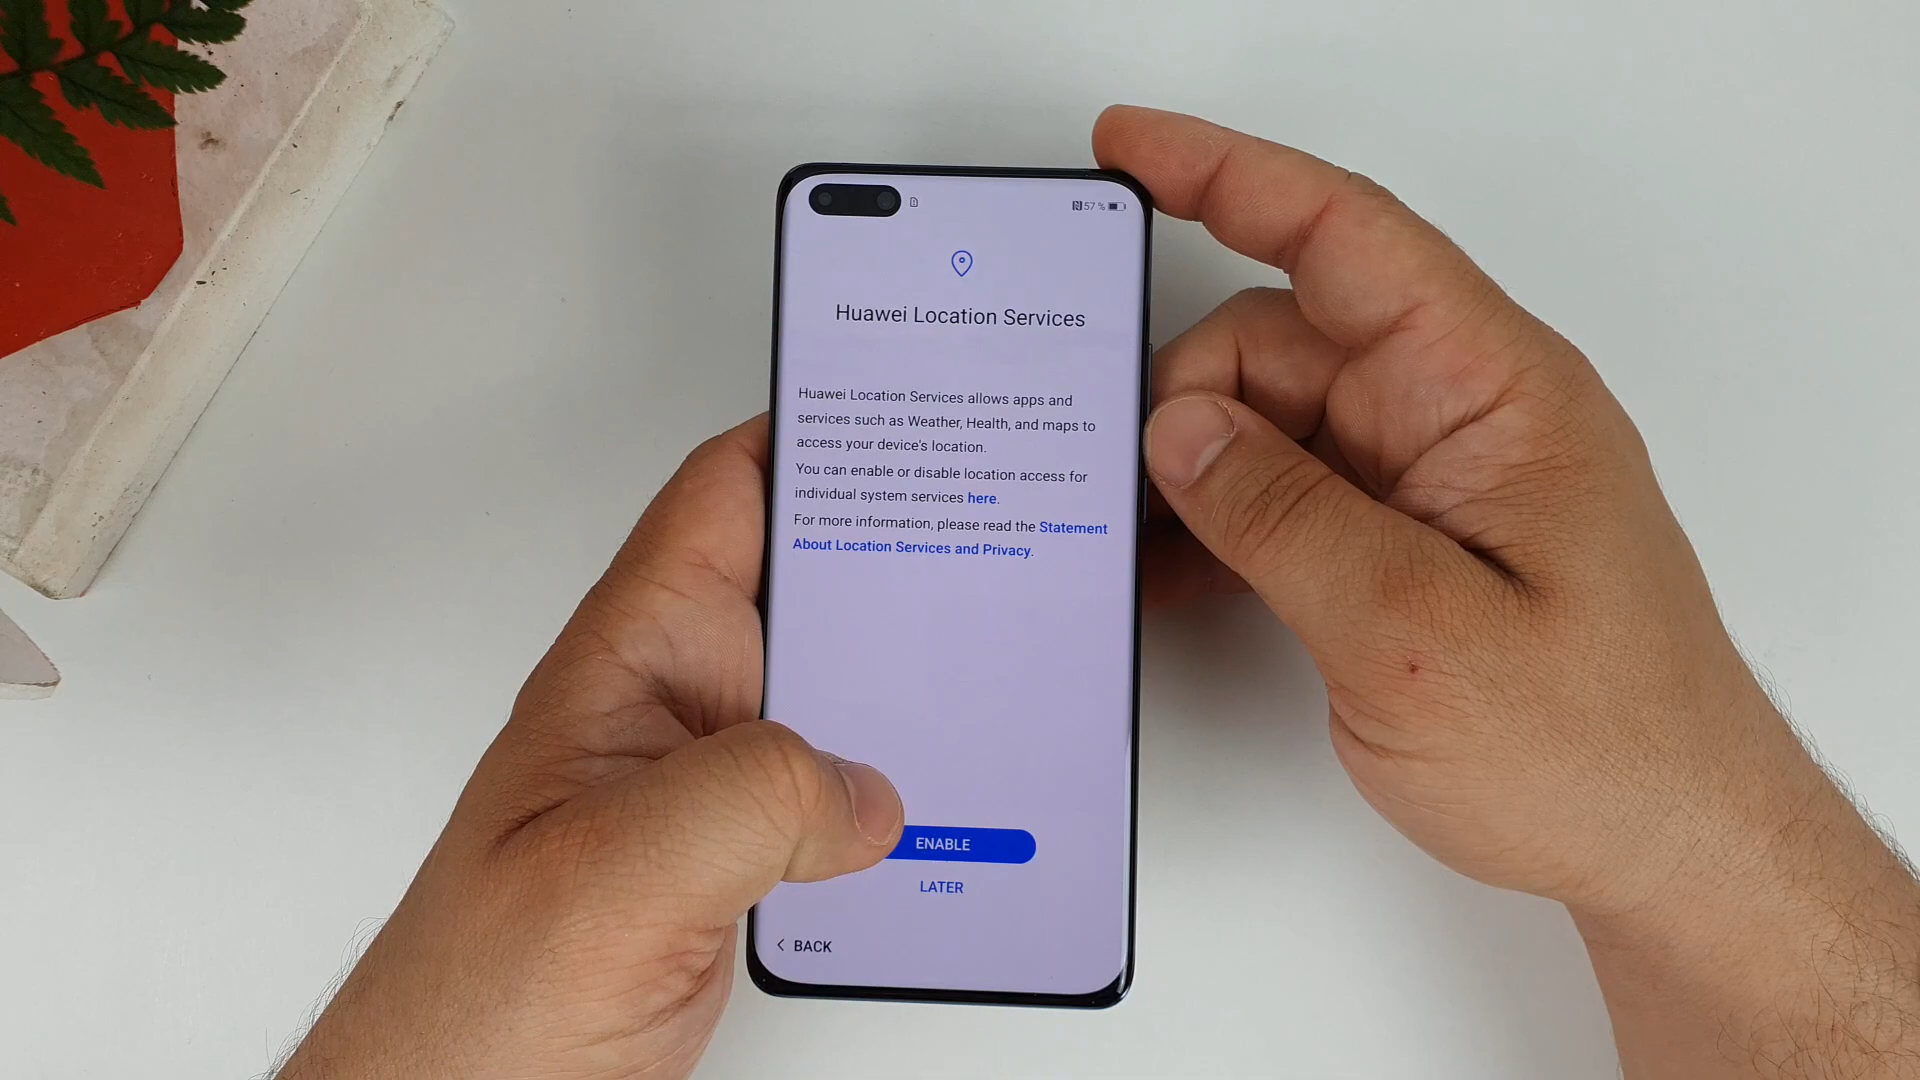 57 %
Huawei Location Services
Huawei Location Services allows apps and
services such as Weather, Health, and maps to
access your device's location.
You can enable or disable location access for
individual system services here.
For more information, please read the Statement
About Location Services and Privacy.
ENABLE
LATER
BACK